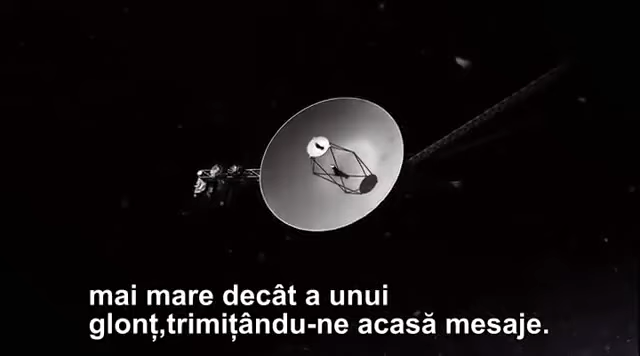 mai mare decât a unui
glonț,trimițându-ne acasă mesaje.